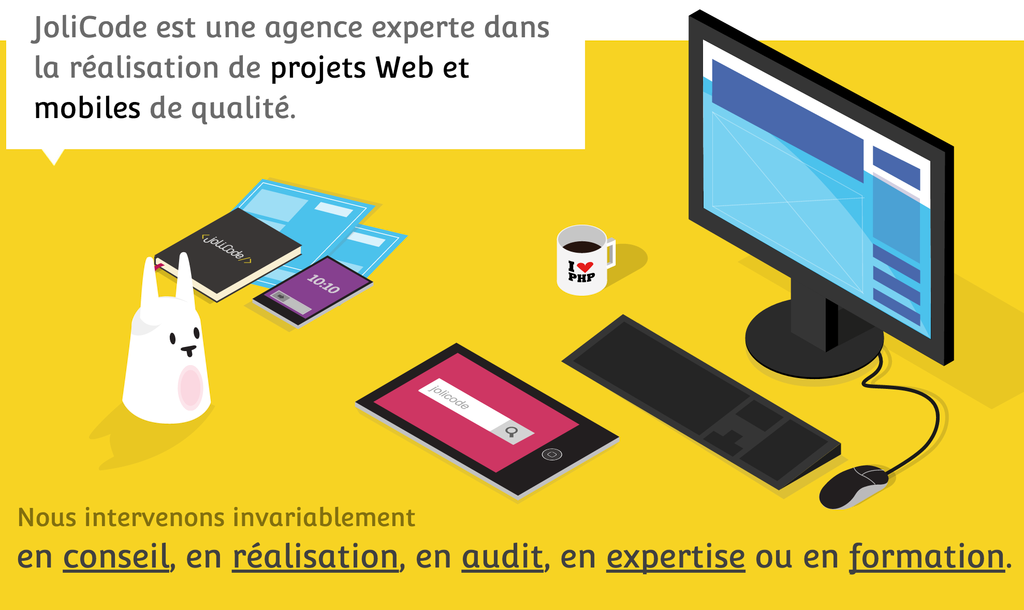 JoliCode est une agence experte dans
la réalisation de projets Web et
mobiles de qualité.
<JoLiCode/>
10:10
I ❤
PHP
jolicode
Nous intervenons invariablement
en conseil, en réalisation, en audit, en expertise ou en formation.